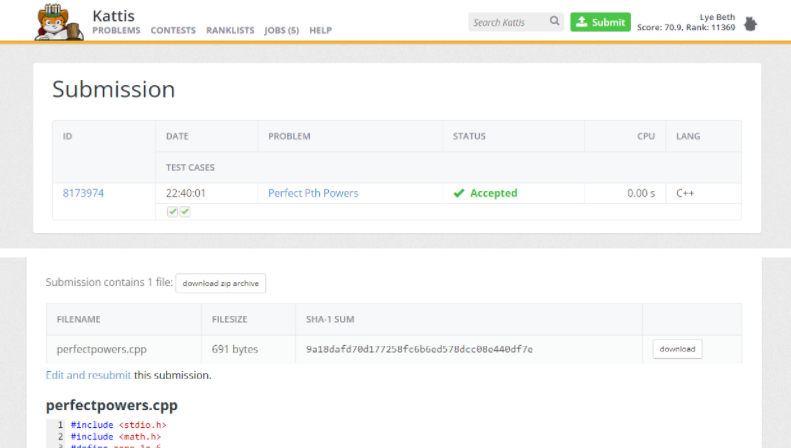 Kattis
PROBLEMS CONTESTS RANKLISTS JOBS (5) HELP
Search Kattis
Submit
Lye Beth
Score: 70.9, Rank: 11369
Submission
ID DATE PROBLEM STATUS CPU LANG
TEST CASES
8173974 22:40:01 Perfect Pth Powers Accepted 0.00 s C++
Submission contains 1 file: download zip archive
FILENAME FILESIZE SHA-1 SUM
perfectpowers.cpp 691 bytes 9a18dafd70d177258fc6b6ed578dcc08e440df7e download
Edit and resubmit this submission.
perfectpowers.cpp
1 #include <stdio.h>
2 #include <math.h>